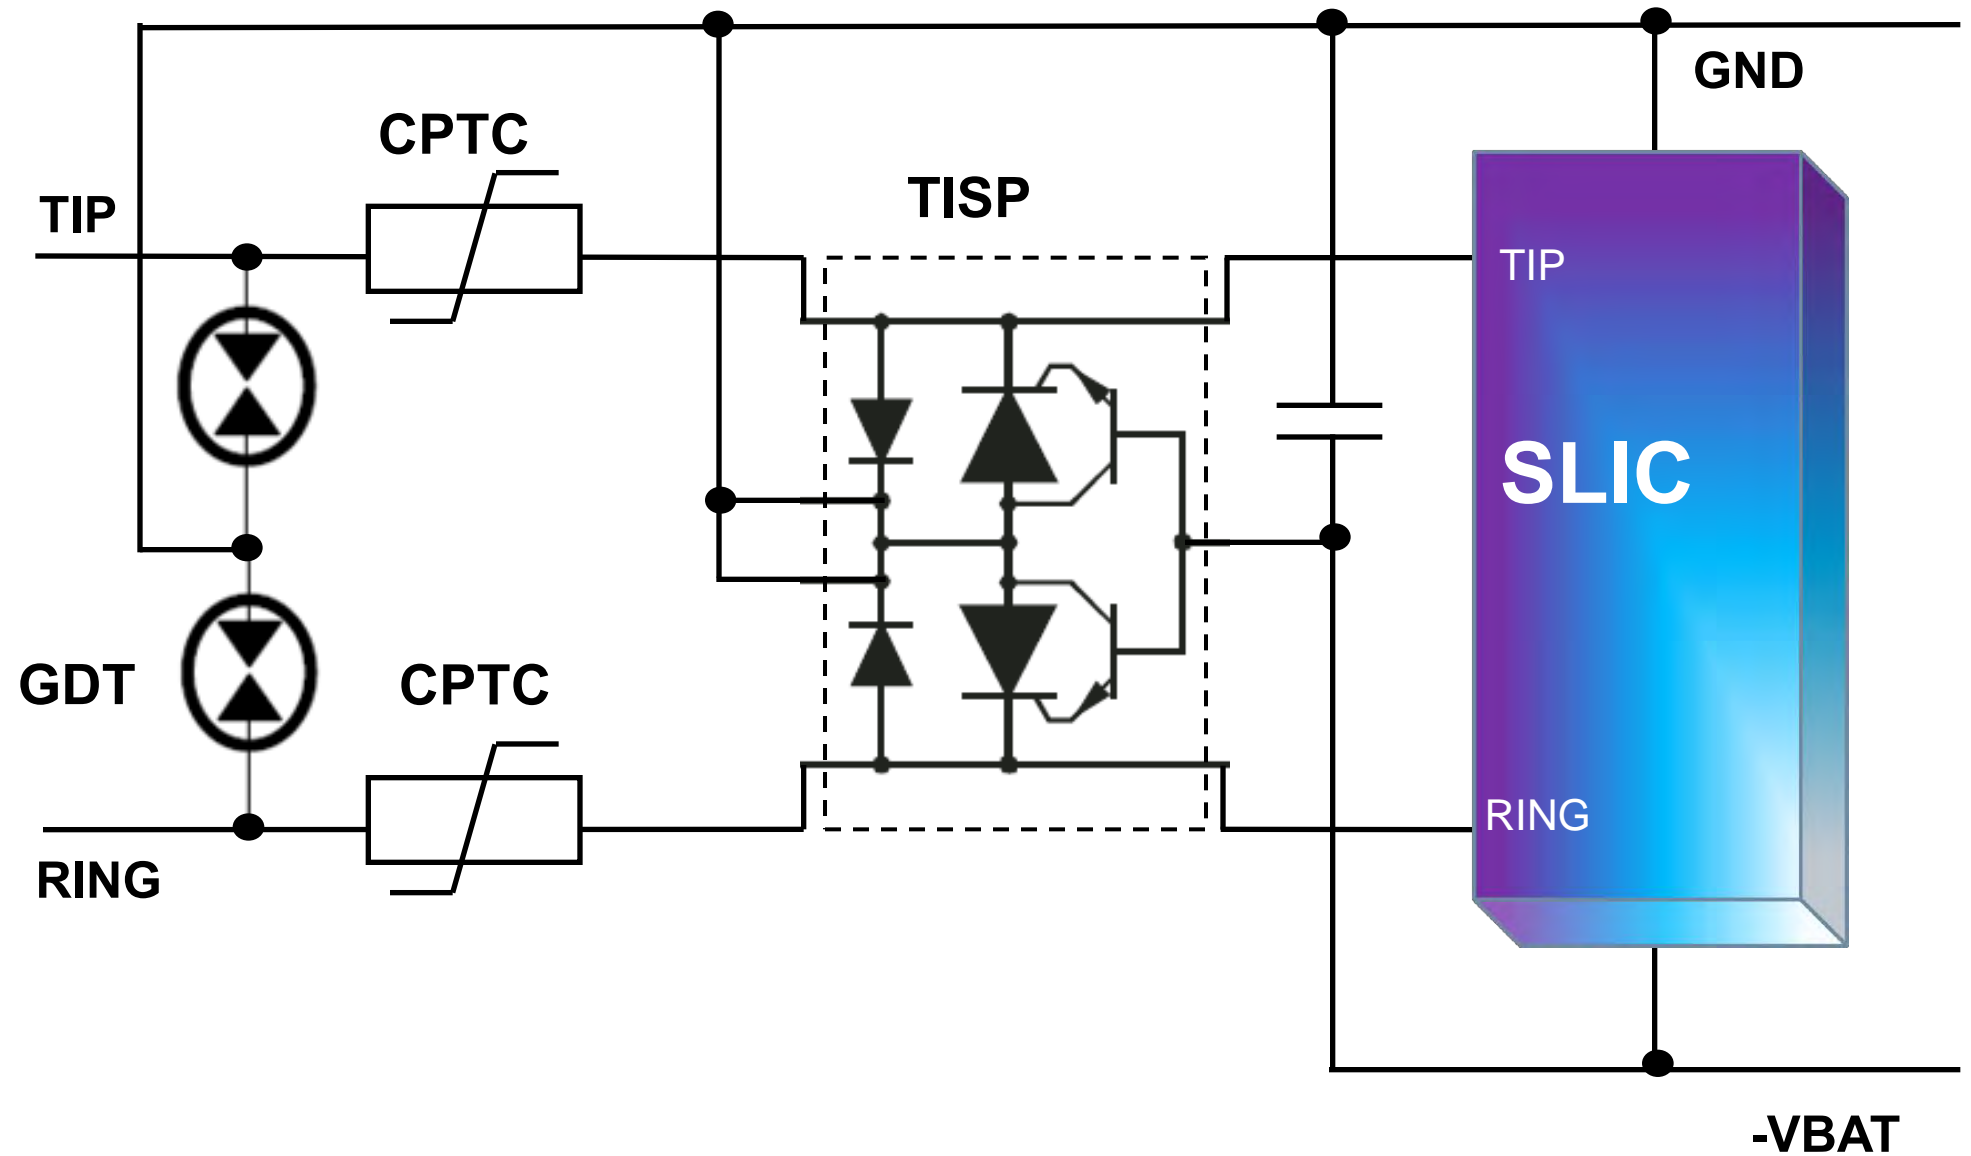 GND
CPTC
TISP
TIP
TIP
SLIC
GDT
CPTC
RING
RING
-VBAT